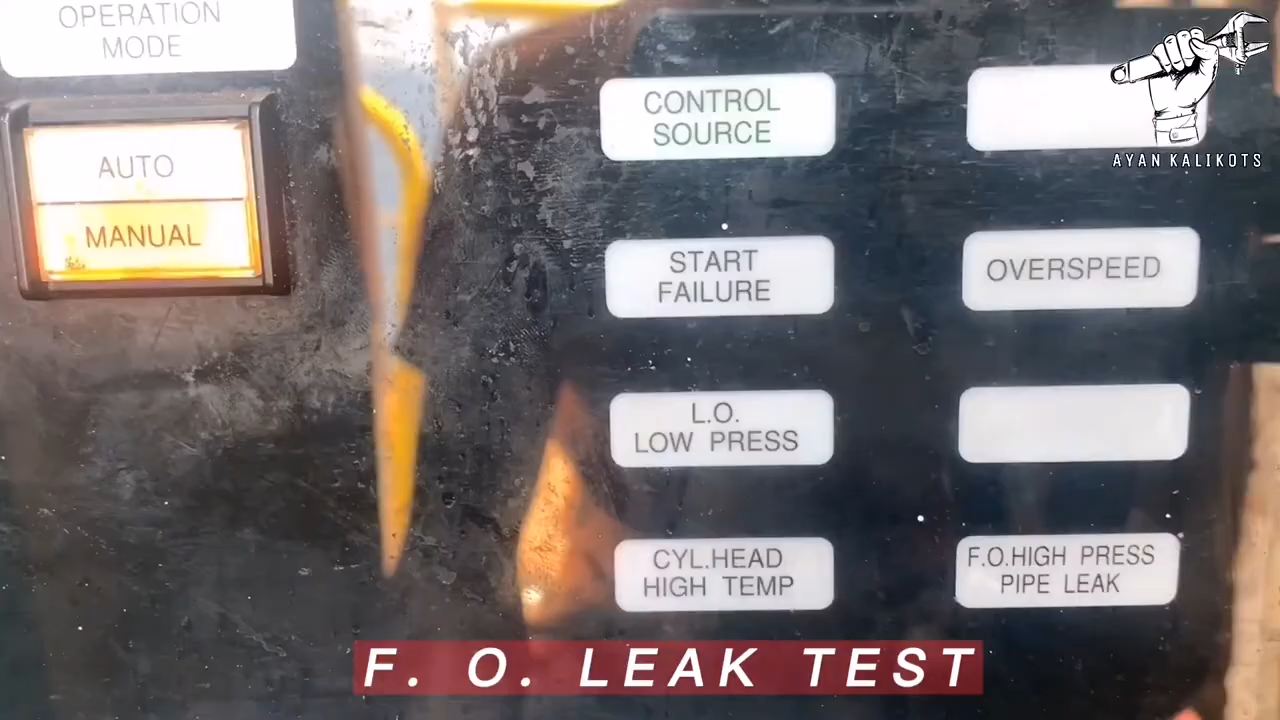 OPERATION
MODE
AUTO
MANUAL
CONTROL
SOURCE
START
FAILURE
OVERSPEED
L.O.
LOW PRESS
CYL.HEAD
HIGH TEMP
F.O.HIGH PRESS
PIPE LEAK
AYAN KALIKOTS
F. O. LEAK TEST